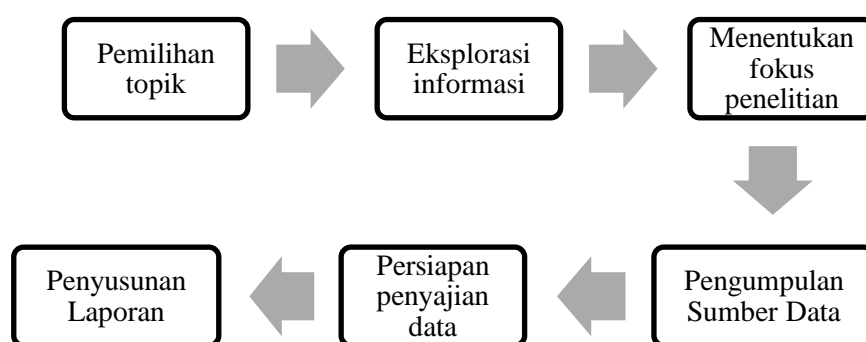 Pemilihan
topik
Eksplorasi
informasi
Menentukan
fokus
penelitian
Pengumpulan
Sumber Data
Persiapan
penyajian
data
Penyusunan
Laporan